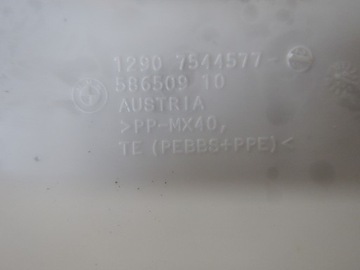 1290 7544577
586509 10
AUSTRIA
>PP-MX40,
TE (PEBBS+PPE)<